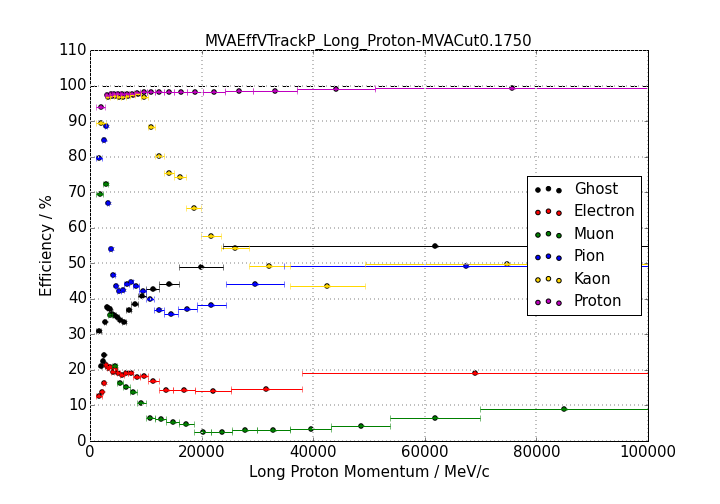 MVAEffVTrackP_Long_Proton-MVACut0.1750
110
100
90
80
70
60
50
40
30
20
10
0
Efficiency / %
Ghost
Electron
Muon
Pion
Kaon
Proton
0 20000 40000 60000 80000 100000
Long Proton Momentum / MeV/c